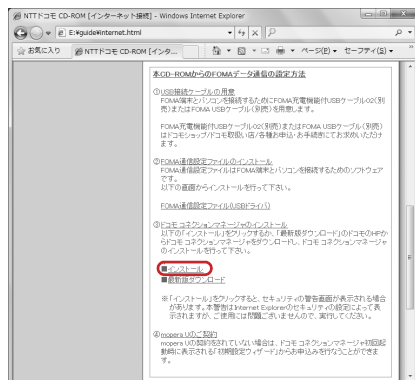 NTTドコモ CD-ROM [インターネット接続] - Windows Internet Explorer
E:¥guide¥internet.html
お気に入り
NTTドコモ CD-ROM [インタ...
ページ(P)
セーフティ(S)
本CD-ROMからのFOMAデータ通信の設定方法
①USB接続ケーブルの用意
FOMA端末とパソコンを接続するためにFOMA充電機能付USBケーブル02(別
売)またはFOMA USBケーブル(別売)を用意します。
FOMA充電機能付USBケーブル02(別売)またはFOMA USBケーブル(別売)
はドコモショップ/ドコモ取扱い店/各種お申込・お手続きにてお求めいただけ
ます。
②FOMA通信設定ファイルのインストール
FOMA通信設定ファイルはFOMA端末とパソコンを接続するためのソフトウェア
です。
以下の画面からインストールを行って下さい。
FOMA通信設定ファイル(USBドライバ)
③ドコモ コネクションマネージャのインストール
以下の「インストール」をクリックするか、「最新版ダウンロード」のドコモのHPか
らドコモ コネクションマネージャをダウンロードし、ドコモ コネクションマネージャ
のインストールを行って下さい。
■インストール
■最新版ダウンロード
※「インストール」をクリックすると、セキュリティの警告画面が表示される場合
があります。本警告はInternet Explorerのセキュリティの設定によって表
示されますが、ご使用には問題ございませんので、実行してください。
④mopera Uのご契約
mopera Uの契約をされていない場合は、ドコモ コネクションマネージャ初回起
動時に表示される「初期設定ウィザード」からお申込みを行なうことができま
す。